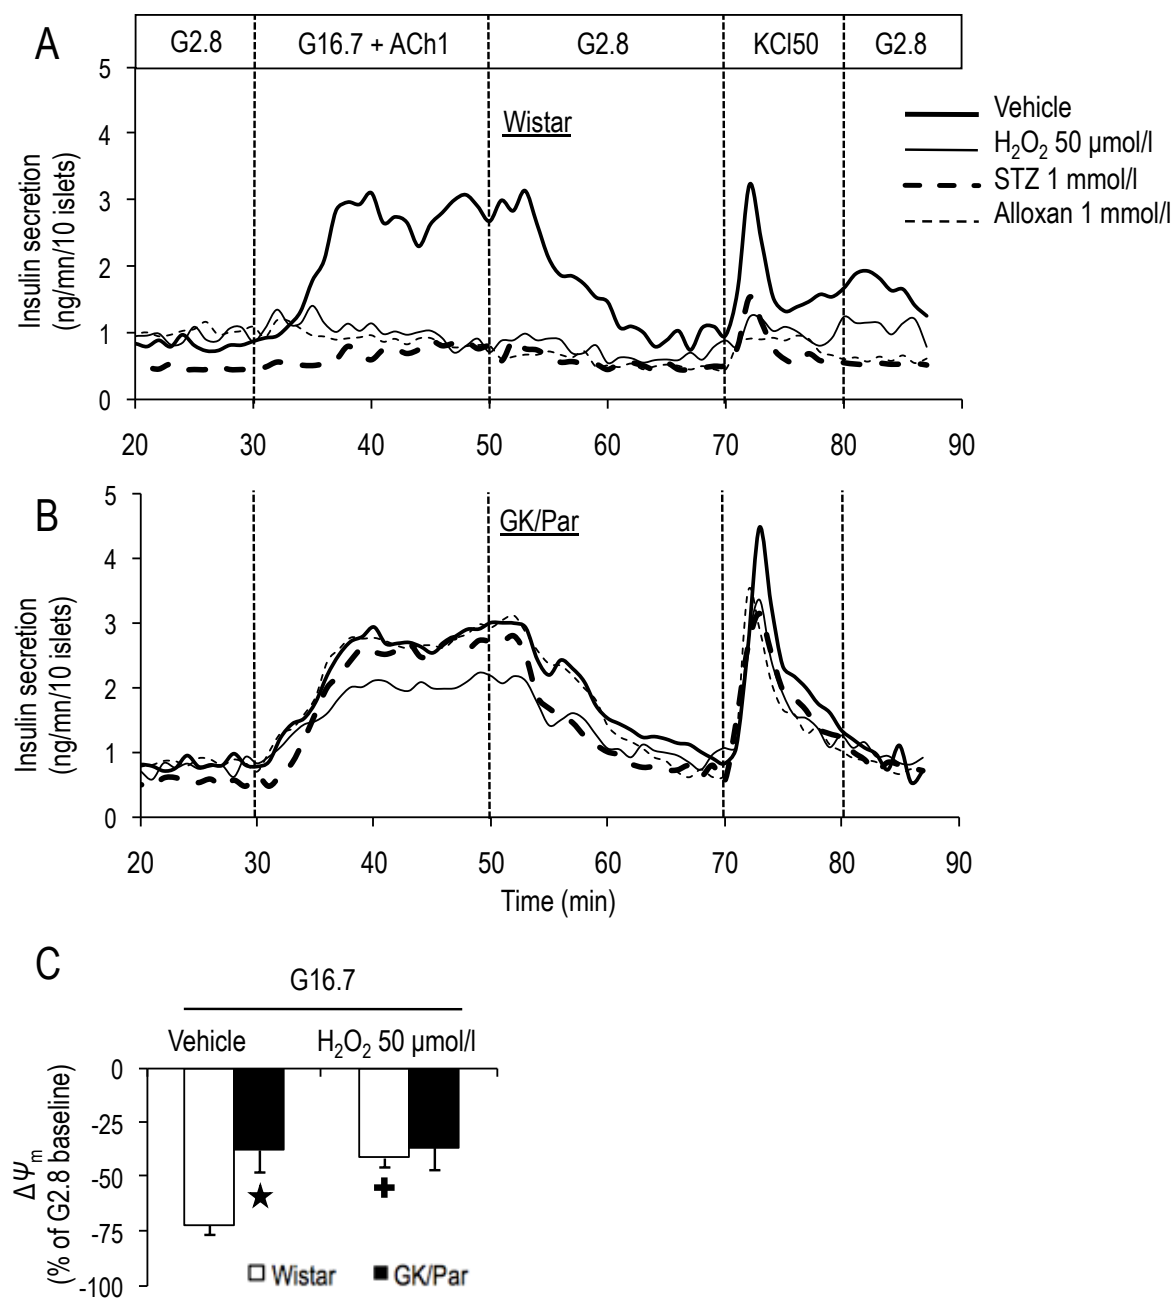 A
G2.8 G16.7 + ACh1 G2.8 KCl50 G2.8
Insulin secretion
(ng/mn/10 islets)
5
4
3
2
1
0
Wistar
Vehicle
H₂O₂ 50 µmol/l
STZ 1 mmol/l
Alloxan 1 mmol/l
20 30 40 50 60 70 80 90
B
Insulin secretion
(ng/mn/10 islets)
5
4
3
2
1
0
GK/Par
20 30 40 50 60 70 80 90
Time (min)
C
G16.7
Vehicle H₂O₂ 50 µmol/l
ΔΨm
(% of G2.8 baseline)
0
-25
-50
-75
-100
Wistar GK/Par